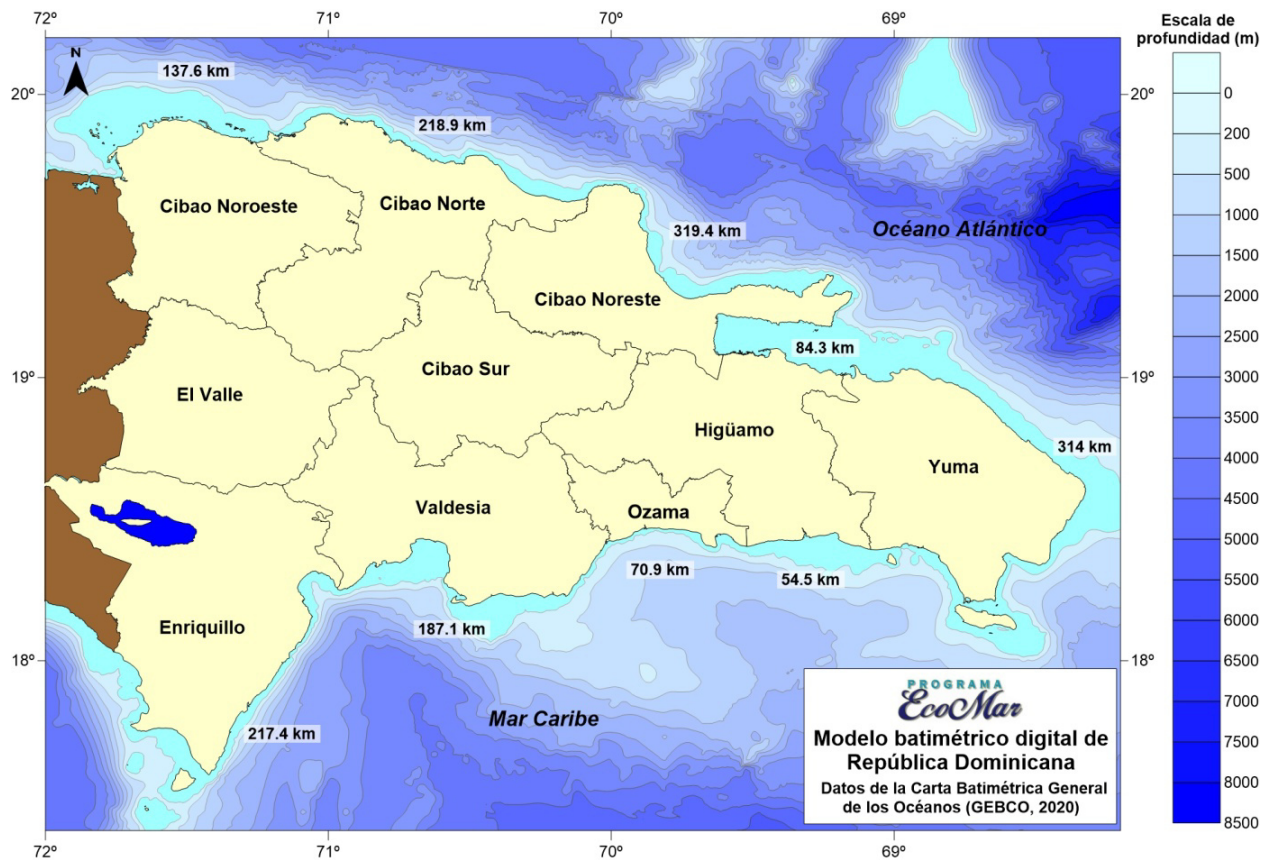 72º
71º
70º
69º
Escala de
profundidad (m)
N
137.6 km
20º
20º
0
218.9 km
200
500
Cibao Noroeste
Cibao Norte
1000
319.4 km
Océano Atlántico
1500
Cibao Noreste
2000
2500
84.3 km
3000
19º
Cibao Sur
19º
El Valle
3500
Higüamo
314 km
4000
Yuma
4500
Valdesia
Ozama
5000
5500
70.9 km
54.5 km
6000
Enriquillo
187.1 km
6500
18º
18º
7000
PROGRAMA
EcoMar
Mar Caribe
217.4 km
7500
Modelo batimétrico digital de
República Dominicana
8000
Datos de la Carta Batimétrica General
de los Océanos (GEBCO, 2020)
8500